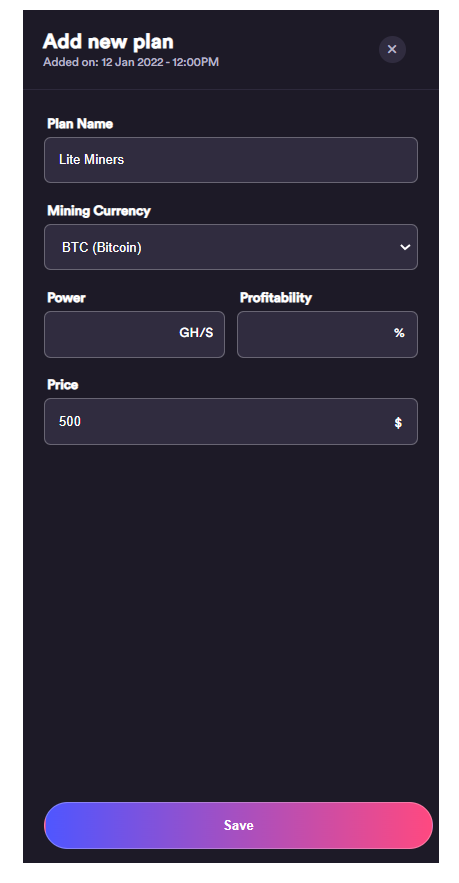 Add new plan
Added on: 12 Jan 2022 - 12:00PM
Plan Name
Lite Miners
Mining Currency
BTC (Bitcoin)
Power Profitability
GH/S %
Price
500 $
Save